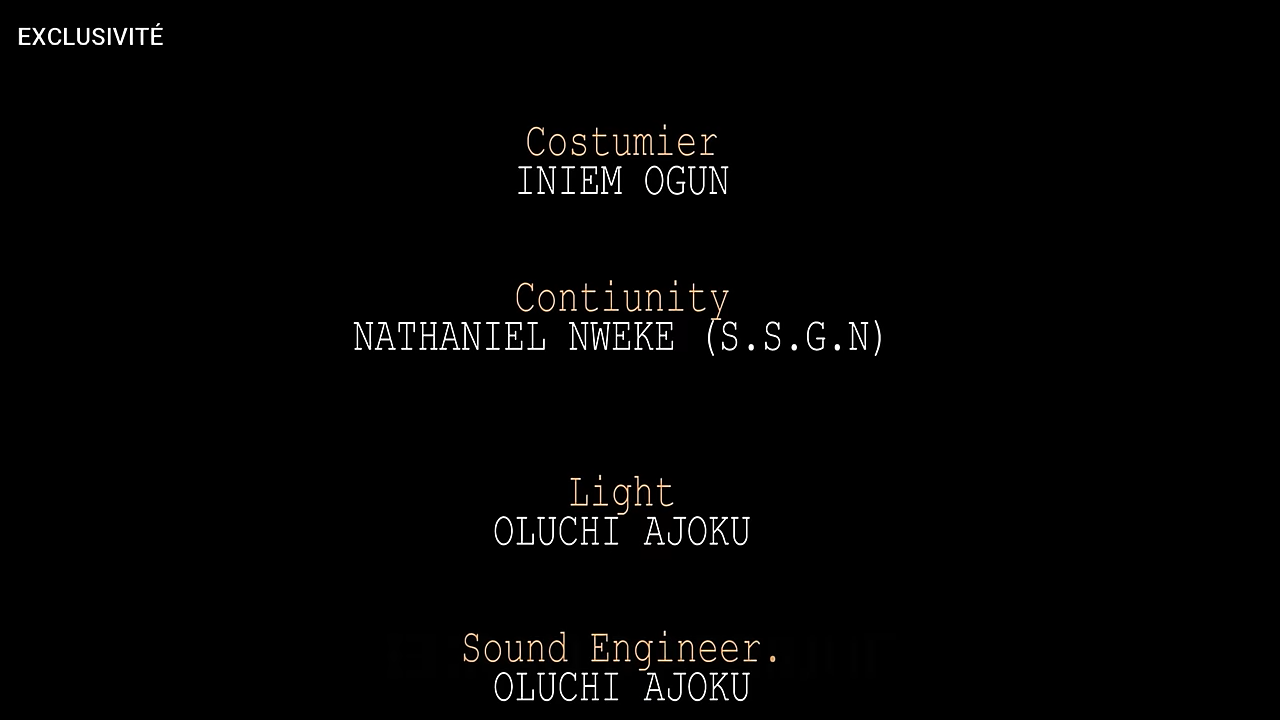 EXCLUSIVITÉ
Costumier
INIEM OGUN
Contiunity
NATHANIEL NWEKE (S.S.G.N)
Light
OLUCHI AJOKU
Sound Engineer.
OLUCHI AJOKU